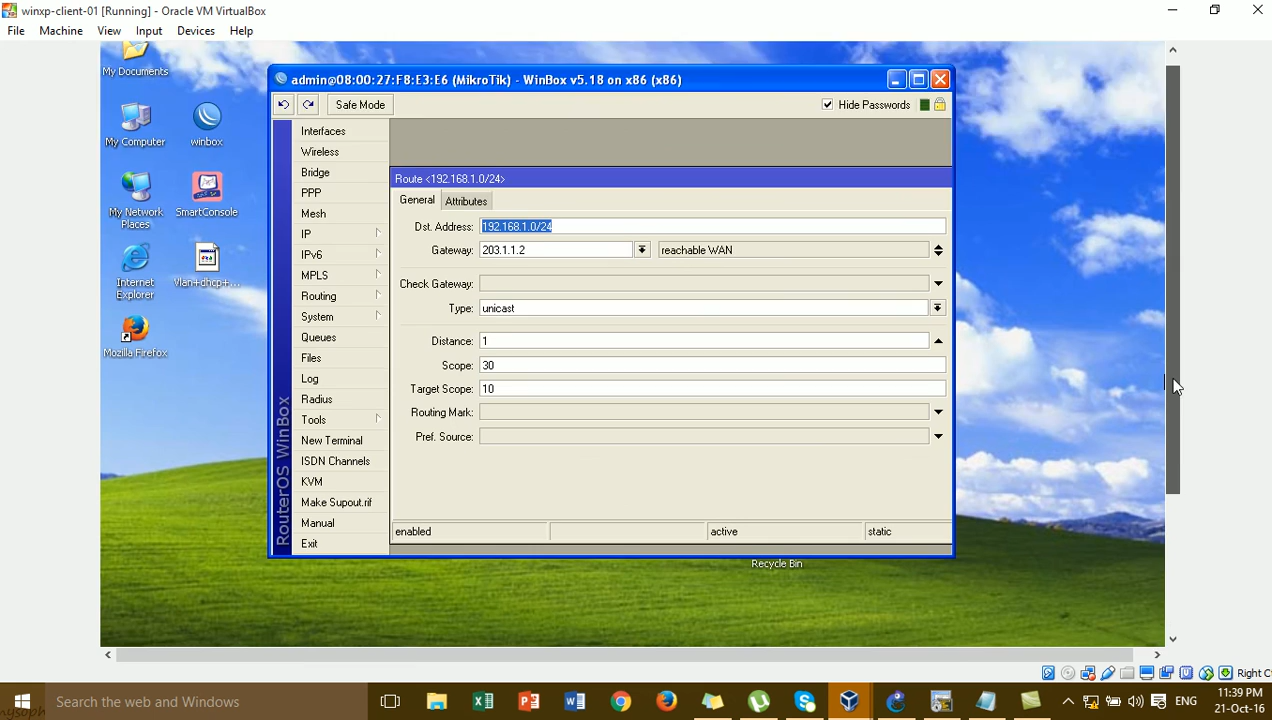 winxp-client-01 [Running] - Oracle VM VirtualBox
File Machine View Input Devices Help
My Documents
My Computer
winbox
My Network Places
SmartConsole
Internet Explorer
Vlan+dhcp+...
Mozilla Firefox
Recycle Bin
admin@08:00:27:F8:E3:E6 (MikroTik) - WinBox v5.18 on x86 (x86)
Safe Mode
Hide Passwords
RouterOS WinBox
Interfaces
Wireless
Bridge
PPP
Mesh
IP
IPv6
MPLS
Routing
System
Queues
Files
Log
Radius
Tools
New Terminal
ISDN Channels
KVM
Make Supout.rif
Manual
Exit
Route <192.168.1.0/24>
General Attributes
Dst. Address: 192.168.1.0/24
Gateway: 203.1.1.2 reachable WAN
Check Gateway:
Type: unicast
Distance: 1
Scope: 30
Target Scope: 10
Routing Mark:
Pref. Source:
enabled active static
Right C
Search the web and Windows
ENG
11:39 PM
21-Oct-16